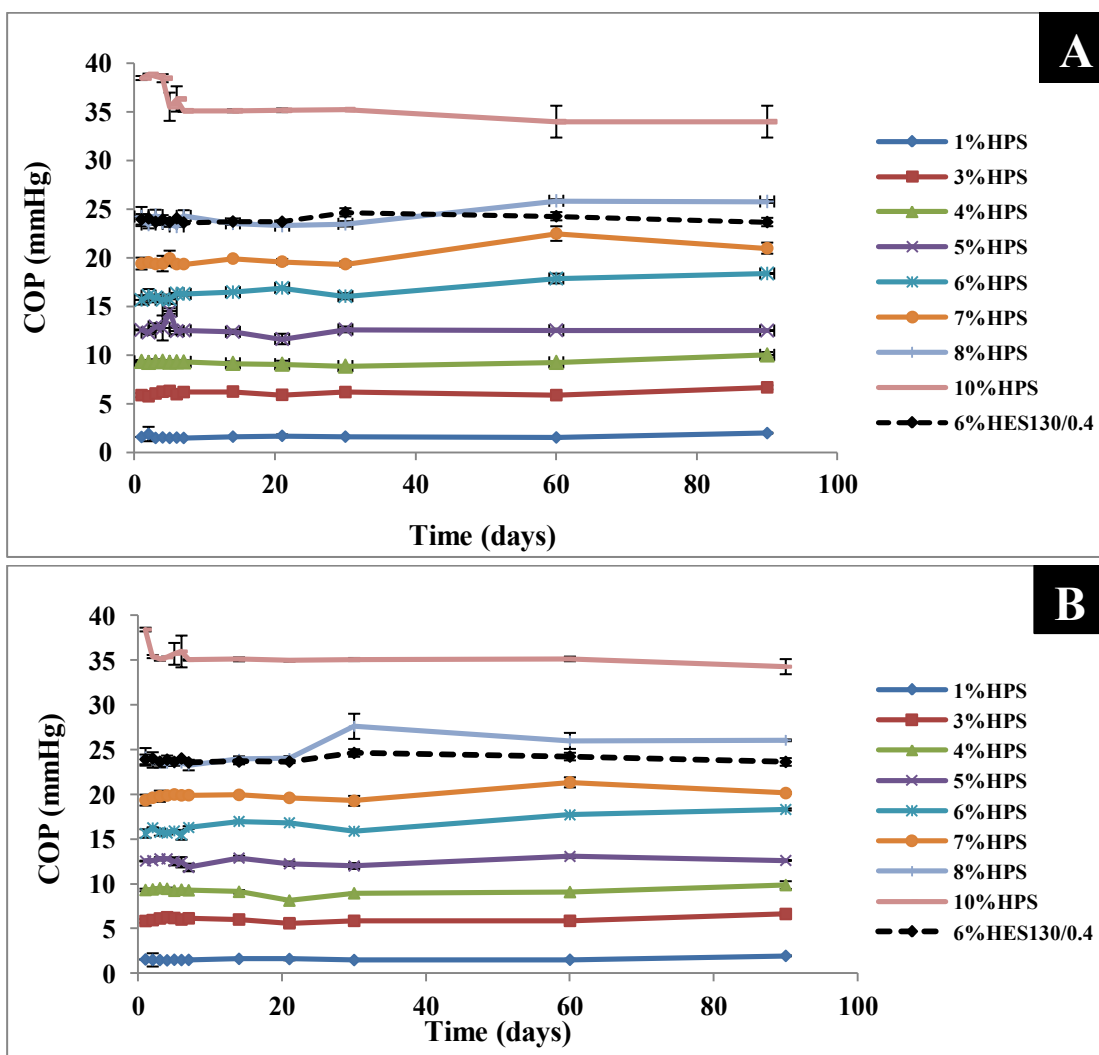 A
COP (mmHg)
40
35
30
25
20
15
10
5
0
0 20 40 60 80 100
Time (days)
1%HPS
3%HPS
4%HPS
5%HPS
6%HPS
7%HPS
8%HPS
10%HPS
6%HES130/0.4
B
COP (mmHg)
40
35
30
25
20
15
10
5
0
0 20 40 60 80 100
Time (days)
1%HPS
3%HPS
4%HPS
5%HPS
6%HPS
7%HPS
8%HPS
10%HPS
6%HES130/0.4